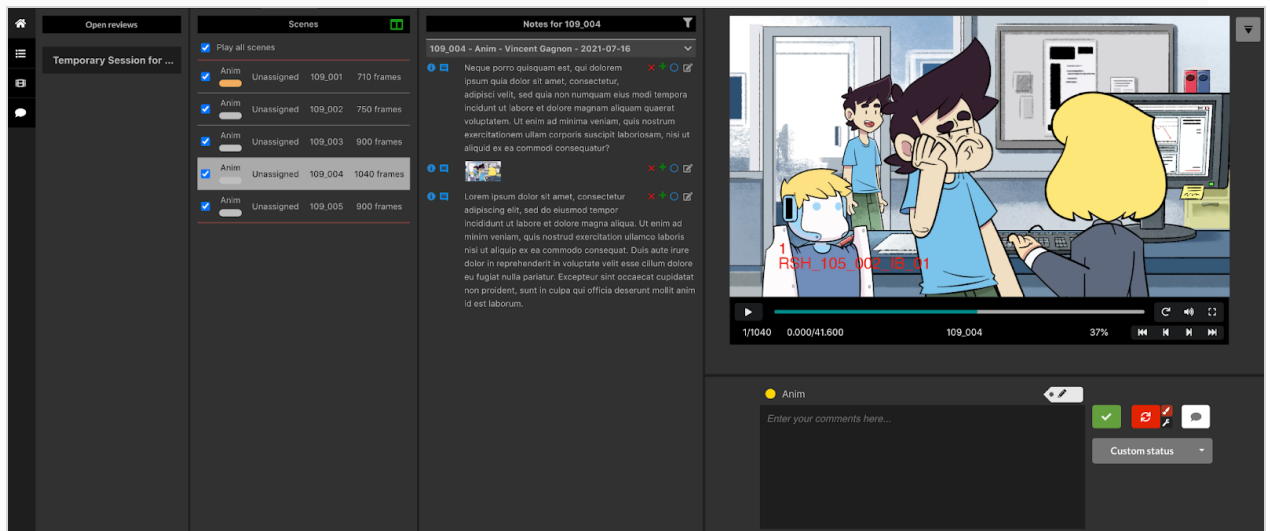 Open reviews
Temporary Session for ...
Scenes
Play all scenes
Anim Unassigned 109_001 710 frames
Anim Unassigned 109_002 750 frames
Anim Unassigned 109_003 900 frames
Anim Unassigned 109_004 1040 frames
Anim Unassigned 109_005 900 frames
Notes for 109_004
109_004 - Anim - Vincent Gagnon - 2021-07-16
Neque porro quisquam est, qui dolorem
ipsum quia dolor sit amet, consectetur,
adipisci velit, sed quia non numquam eius modi tempora
incidunt ut labore et dolore magnam aliquam quaerat
voluptatem. Ut enim ad minima veniam, quis nostrum
exercitationem ullam corporis suscipit laboriosam, nisi ut
aliquid ex ea commodi consequatur?
Lorem ipsum dolor sit amet, consectetur
adipiscing elit, sed do eiusmod tempor
incididunt ut labore et dolore magna aliqua. Ut enim ad
minim veniam, quis nostrud exercitation ullamco laboris
nisi ut aliquip ex ea commodo consequat. Duis aute irure
dolor in reprehenderit in voluptate velit esse cillum dolore
eu fugiat nulla pariatur. Excepteur sint occaecat cupidatat
non proident, sunt in culpa qui officia deserunt mollit anim
id est laborum.
1
RSH_105_002_IB_01
1/1040 0.000/41.600 109_004 37%
Anim
Enter your comments here...
Custom status